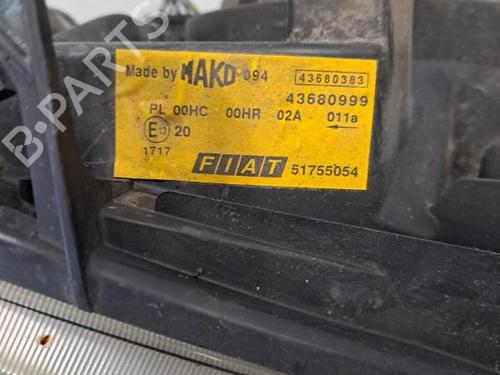 Made by MAKO 094 43680383
43680999
PL 00HC 00HR 02A 011a
E13 20
1717
FIAT 51755054
B-PARTS